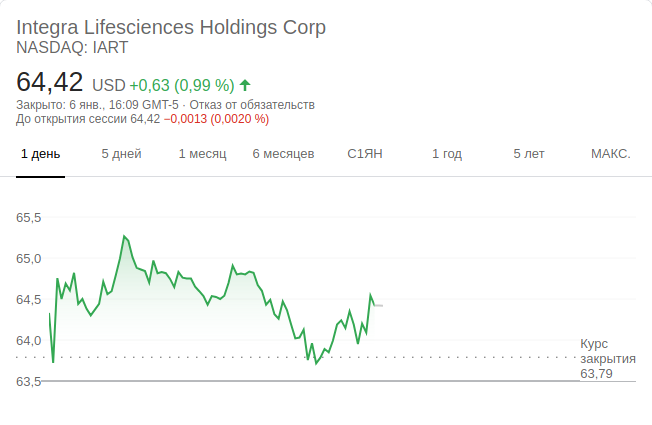 Integra Lifesciences Holdings Corp
NASDAQ: IART
64,42 USD +0,63 (0,99 %)
Закрыто: 6 янв., 16:09 GMT-5 · Отказ от обязательств
До открытия сессии 64,42 −0,0013 (0,0020 %)
1 день 5 дней 1 месяц 6 месяцев С1ЯН 1 год 5 лет МАКС.
65,5
65,0
64,5
64,0
Курс
закрытия
63,79
63,5